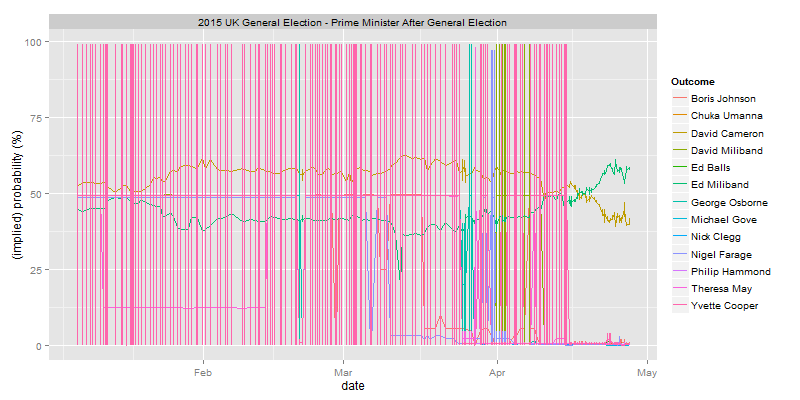 2015 UK General Election - Prime Minister After General Election
100
75
50
25
0
(implied) probability (%)
Feb
Mar
Apr
May
date
Outcome
Boris Johnson
Chuka Umanna
David Cameron
David Miliband
Ed Balls
Ed Miliband
George Osborne
Michael Gove
Nick Clegg
Nigel Farage
Philip Hammond
Theresa May
Yvette Cooper